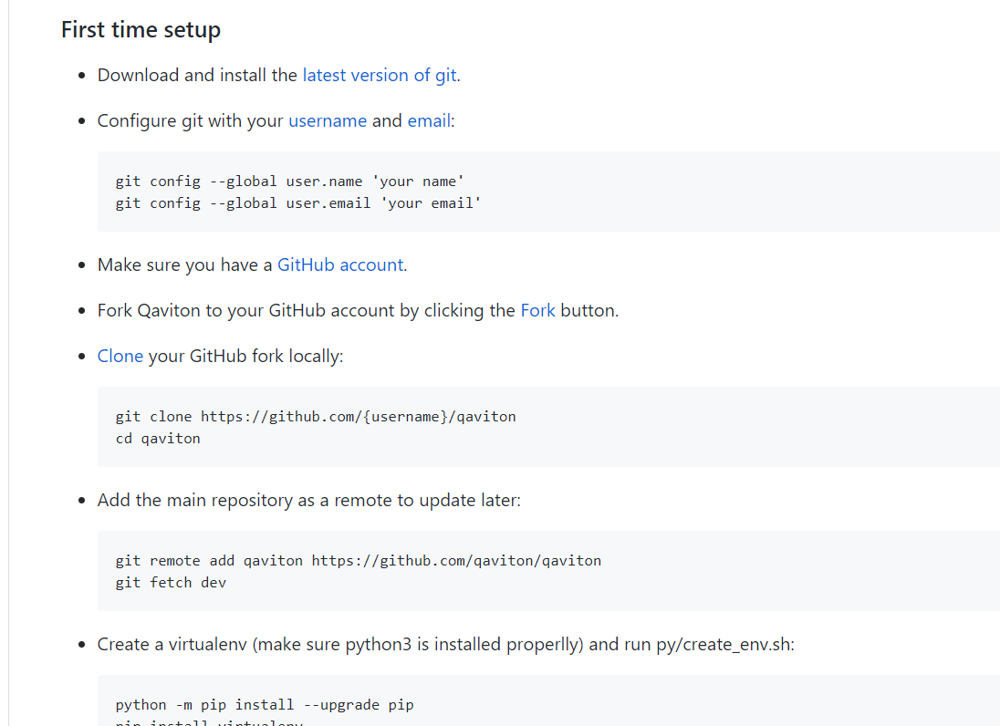 First time setup
Download and install the latest version of git.
Configure git with your username and email:
git config --global user.name 'your name'
git config --global user.email 'your email'
Make sure you have a GitHub account.
Fork Qaviton to your GitHub account by clicking the Fork button.
Clone your GitHub fork locally:
git clone https://github.com/{username}/qaviton
cd qaviton
Add the main repository as a remote to update later:
git remote add qaviton https://github.com/qaviton/qaviton
git fetch dev
Create a virtualenv (make sure python3 is installed properlly) and run py/create_env.sh:
python -m pip install --upgrade pip
pip install virtualenv